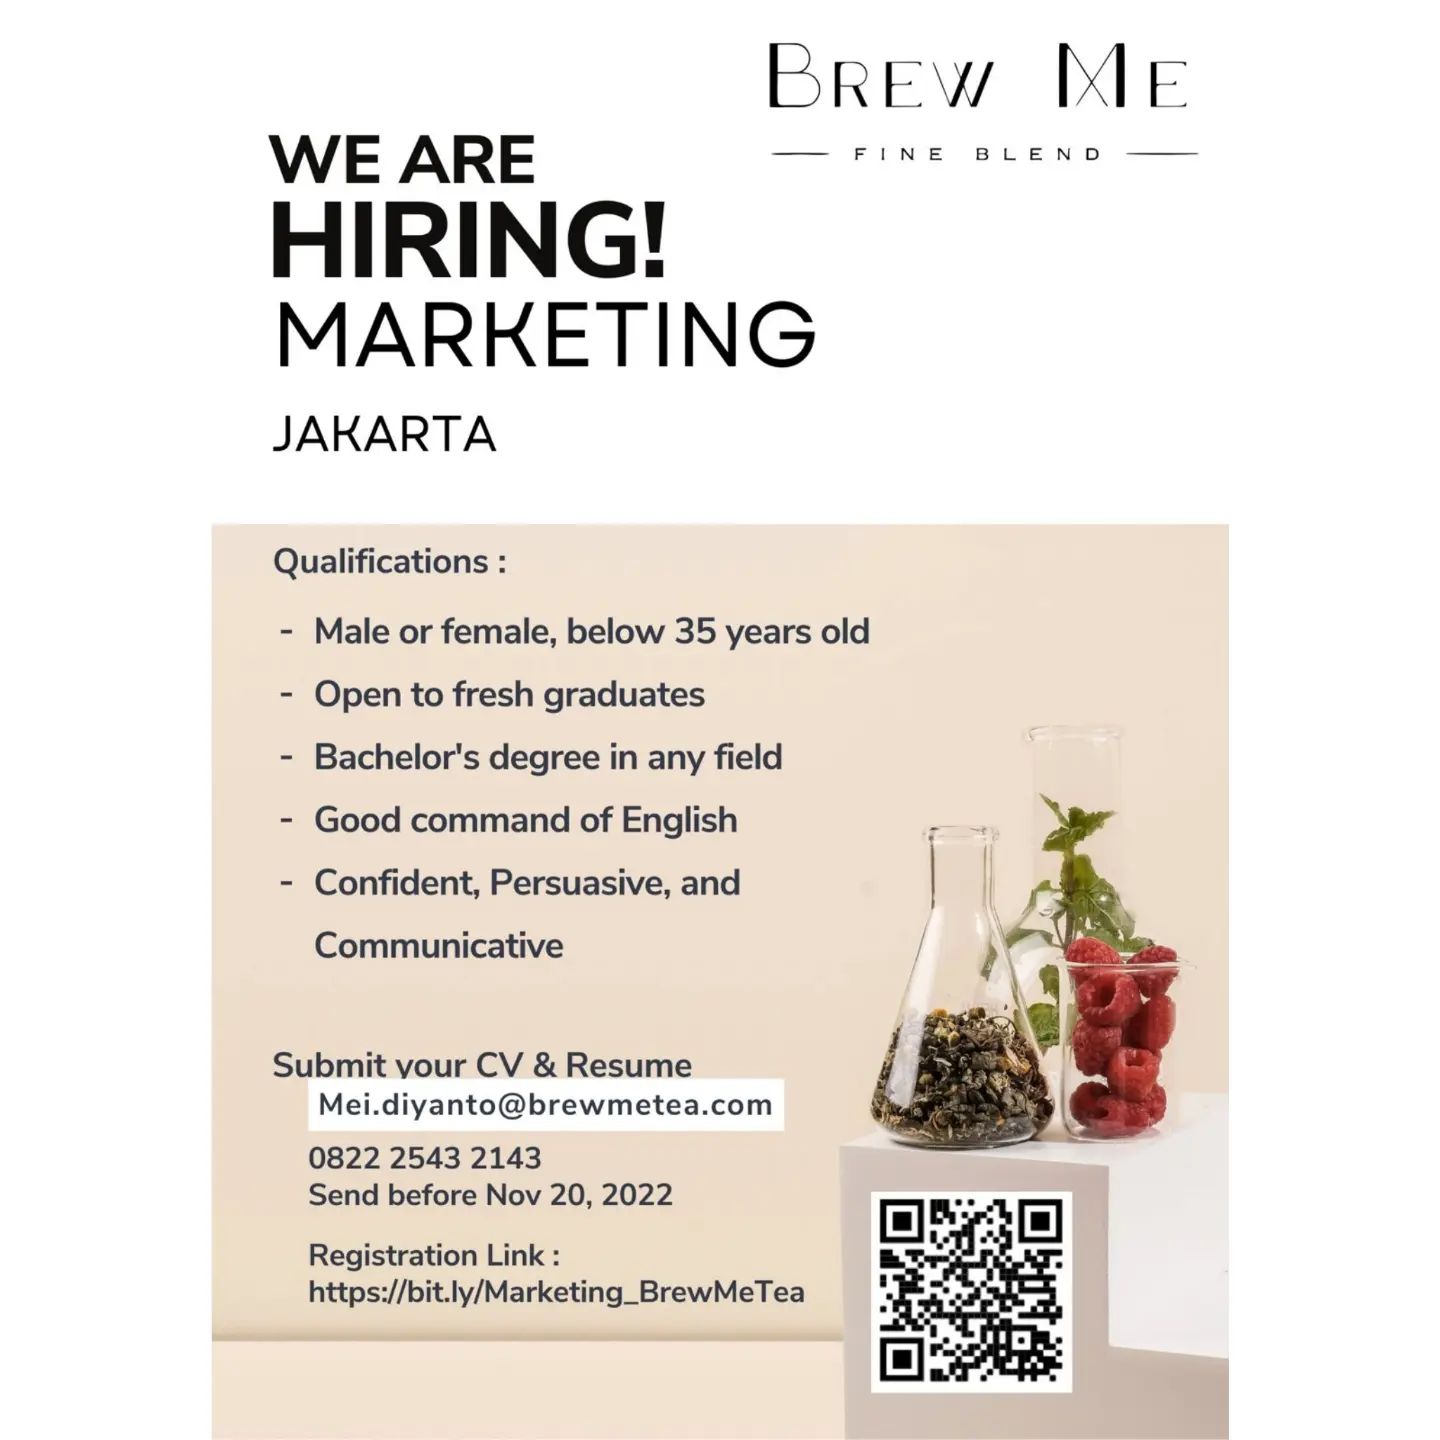 BREW ME
FINE BLEND
WE ARE
HIRING!
MARKETING
JAKARTA
Qualifications :
- Male or female, below 35 years old
- Open to fresh graduates
- Bachelor's degree in any field
- Good command of English
- Confident, Persuasive, and
Communicative
Submit your CV & Resume
Mei.diyanto@brewmetea.com
0822 2543 2143
Send before Nov 20, 2022
Registration Link :
https://bit.ly/Marketing_BrewMeTea